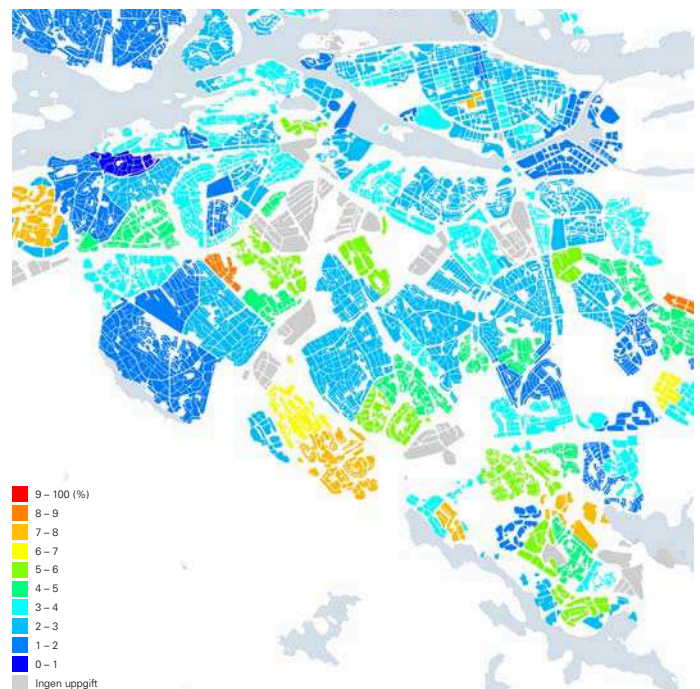 9 – 100 (%)
8 – 9
7 – 8
6 – 7
5 – 6
4 – 5
3 – 4
2 – 3
1 – 2
0 – 1
Ingen uppgift